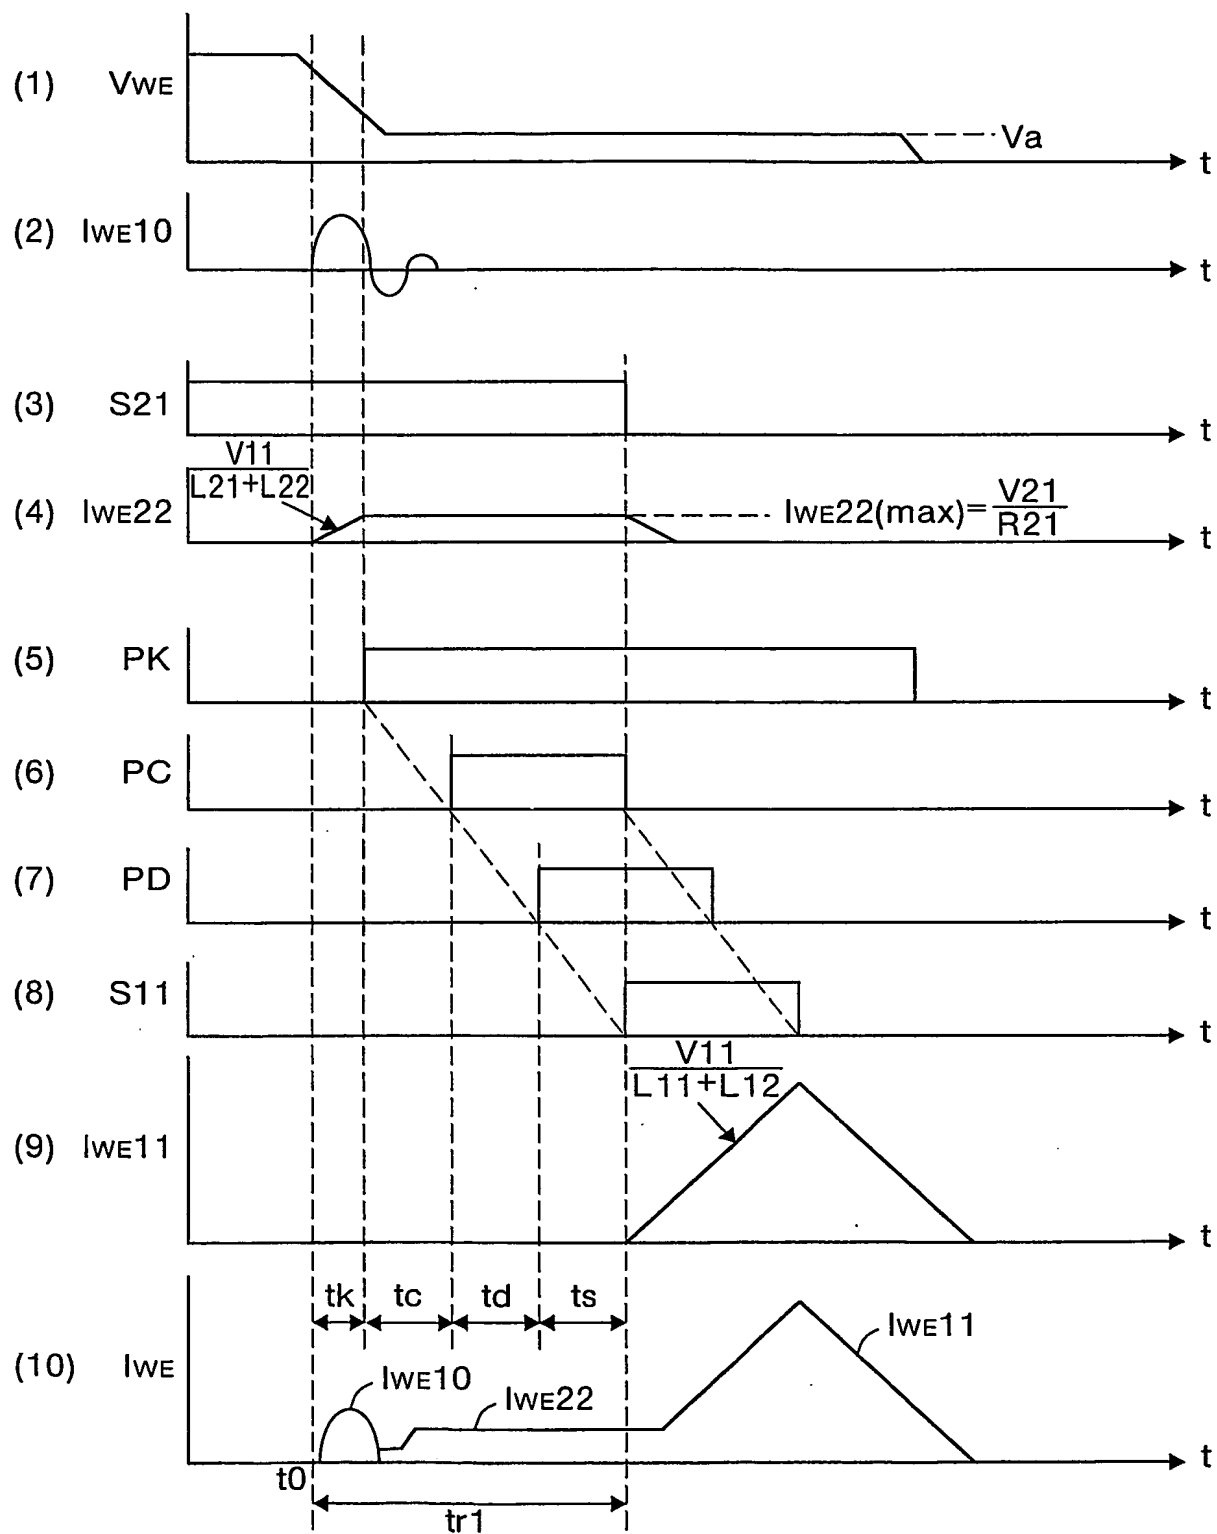 (1) VWE
Va
t
(2) IWE10
t
(3) S21
t
V11
L21+L22
(4) IWE22
IWE22(max)=V21/R21
t
(5) PK
t
(6) PC
t
(7) PD
t
(8) S11
t
V11
L11+L12
(9) IWE11
t
tk tc td ts
(10) IWE
IWE10
IWE22
IWE11
t
t0
tr1